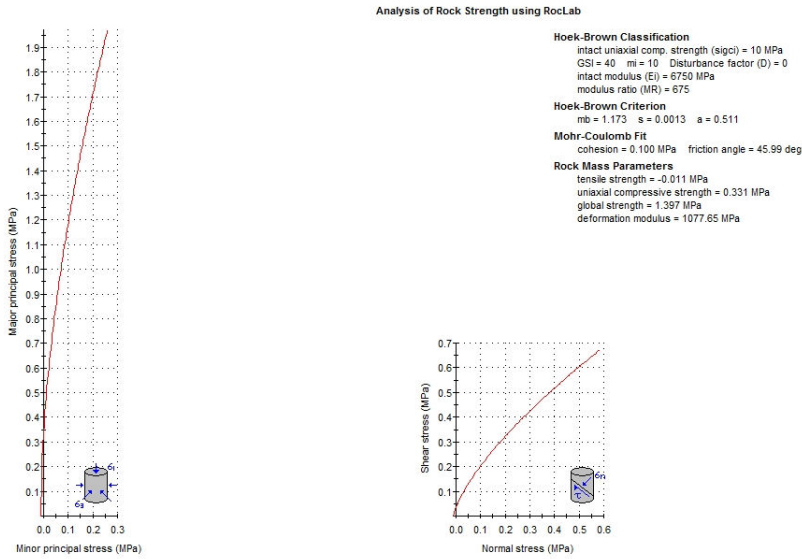 Analysis of Rock Strength using RocLab
Hoek-Brown Classification
intact uniaxial comp. strength (sigci) = 10 MPa
GSI = 40 mi = 10 Disturbance factor (D) = 0
intact modulus (Ei) = 6750 MPa
modulus ratio (MR) = 675
Hoek-Brown Criterion
mb = 1.173 s = 0.0013 a = 0.511
Mohr-Coulomb Fit
cohesion = 0.100 MPa friction angle = 45.99 deg
Rock Mass Parameters
tensile strength = -0.011 MPa
uniaxial compressive strength = 0.331 MPa
global strength = 1.397 MPa
deformation modulus = 1077.65 MPa
Major principal stress (MPa)
1.9
1.8
1.7
1.6
1.5
1.4
1.3
1.2
1.1
1.0
0.9
0.8
0.7
0.6
0.5
0.4
0.3
0.2
0.1
0.0 0.1 0.2 0.3
Minor principal stress (MPa)
σ1
σ3
Shear stress (MPa)
0.7
0.6
0.5
0.4
0.3
0.2
0.1
0.0 0.1 0.2 0.3 0.4 0.5 0.6
Normal stress (MPa)
σn
τ